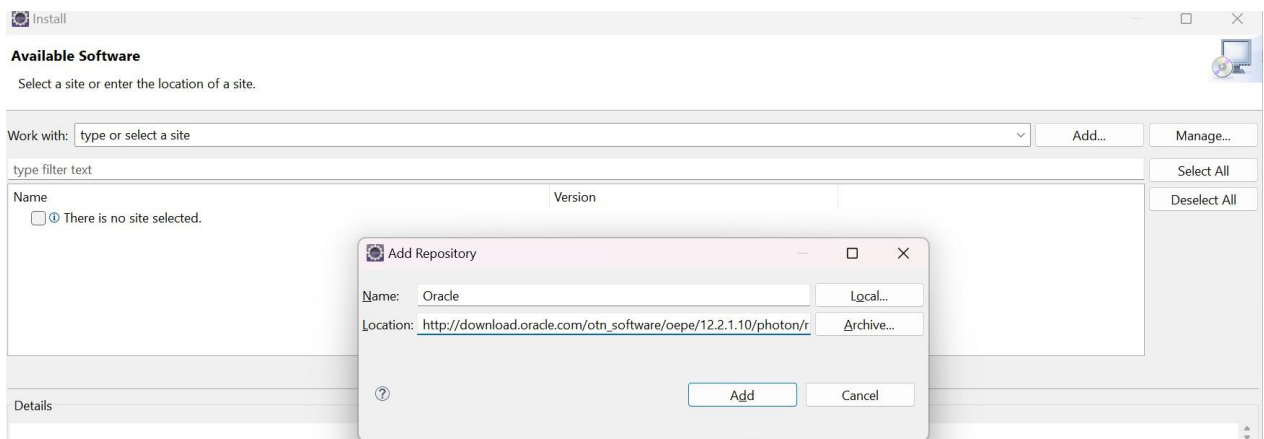 Install
Available Software
Select a site or enter the location of a site.
Work with: type or select a site Add... Manage...
type filter text Select All
Name Version Deselect All
There is no site selected.
Add Repository
Name: Oracle Local...
Location: http://download.oracle.com/otn_software/oepe/12.2.1.10/photon/r Archive...
Add Cancel
Details